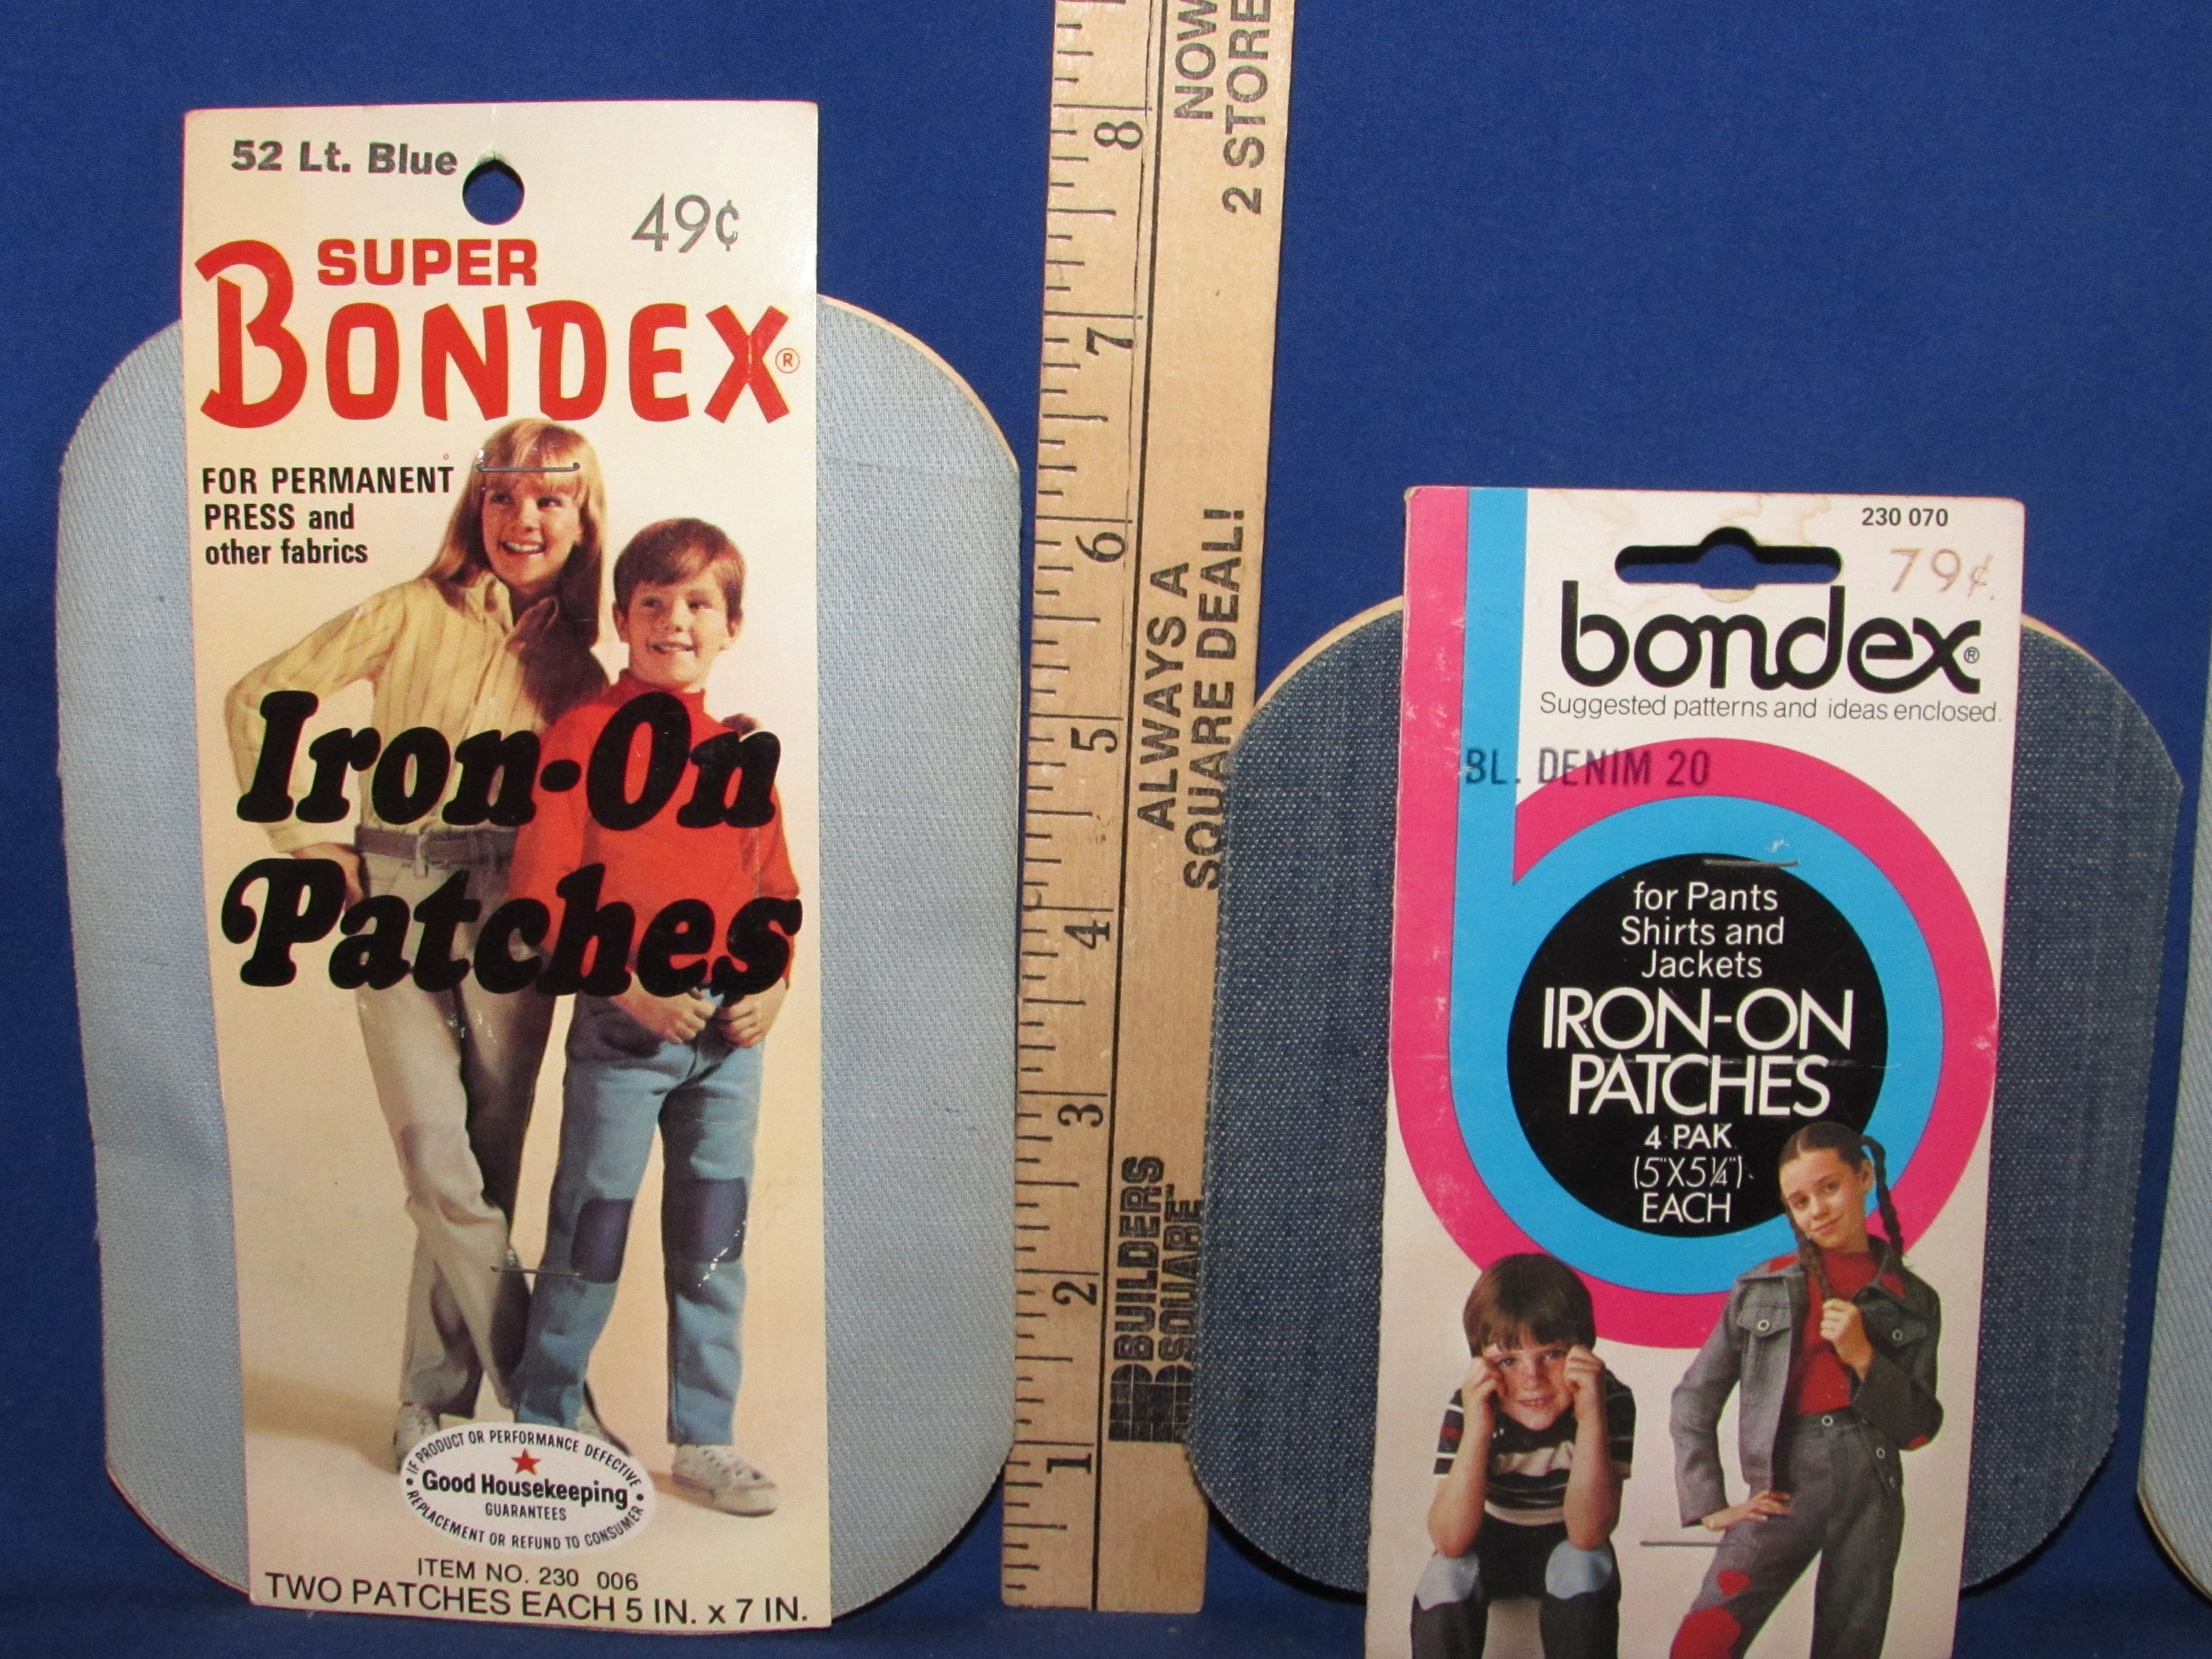 52 Lt. Blue
49¢
SUPER
BONDEX®
FOR PERMANENT
PRESS and
other fabrics
Iron-On
Patches
IF PRODUCT OR PERFORMANCE DEFECTIVE
Good Housekeeping
GUARANTEES
REPLACEMENT OR REFUND TO CONSUMER
ITEM NO. 230 006
TWO PATCHES EACH 5 IN. x 7 IN.
NOW
2 STORE
ALWAYS A
SQUARE DEAL!
BUILDERS
SQUARE
8
7
6
5
4
3
2
1
230 070
79¢
bondex®
Suggested patterns and ideas enclosed.
BL. DENIM 20
for Pants
Shirts and
Jackets
IRON-ON
PATCHES
4 PAK
(5"X5¼")
EACH